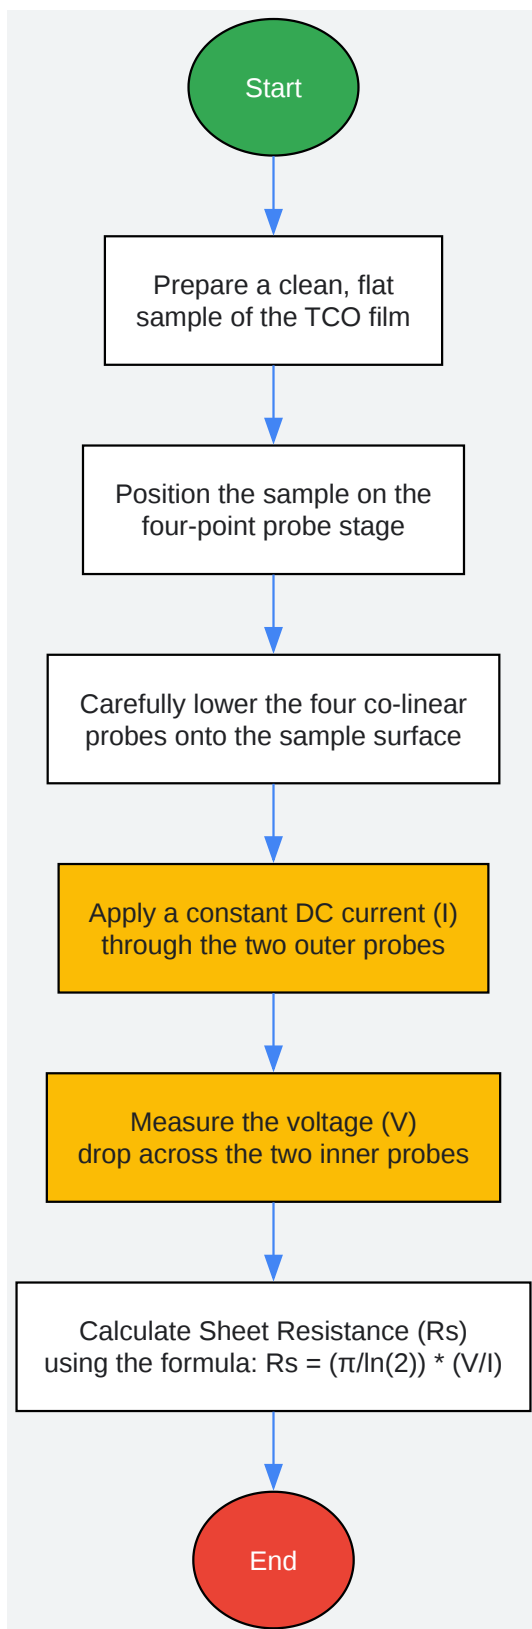 Start
Prepare a clean, flat
sample of the TCO film
Position the sample on the
four-point probe stage
Carefully lower the four co-linear
probes onto the sample surface
Apply a constant DC current (I)
through the two outer probes
Measure the voltage (V)
drop across the two inner probes
Calculate Sheet Resistance (Rs)
using the formula: Rs = (π/ln(2)) * (V/I)
End